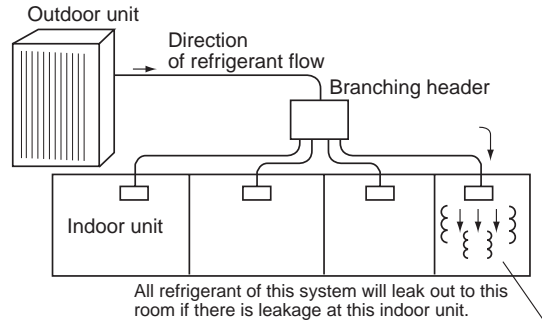 Outdoor unit
Direction
of refrigerant flow
Branching header
Indoor unit
All refrigerant of this system will leak out to this
room if there is leakage at this indoor unit.